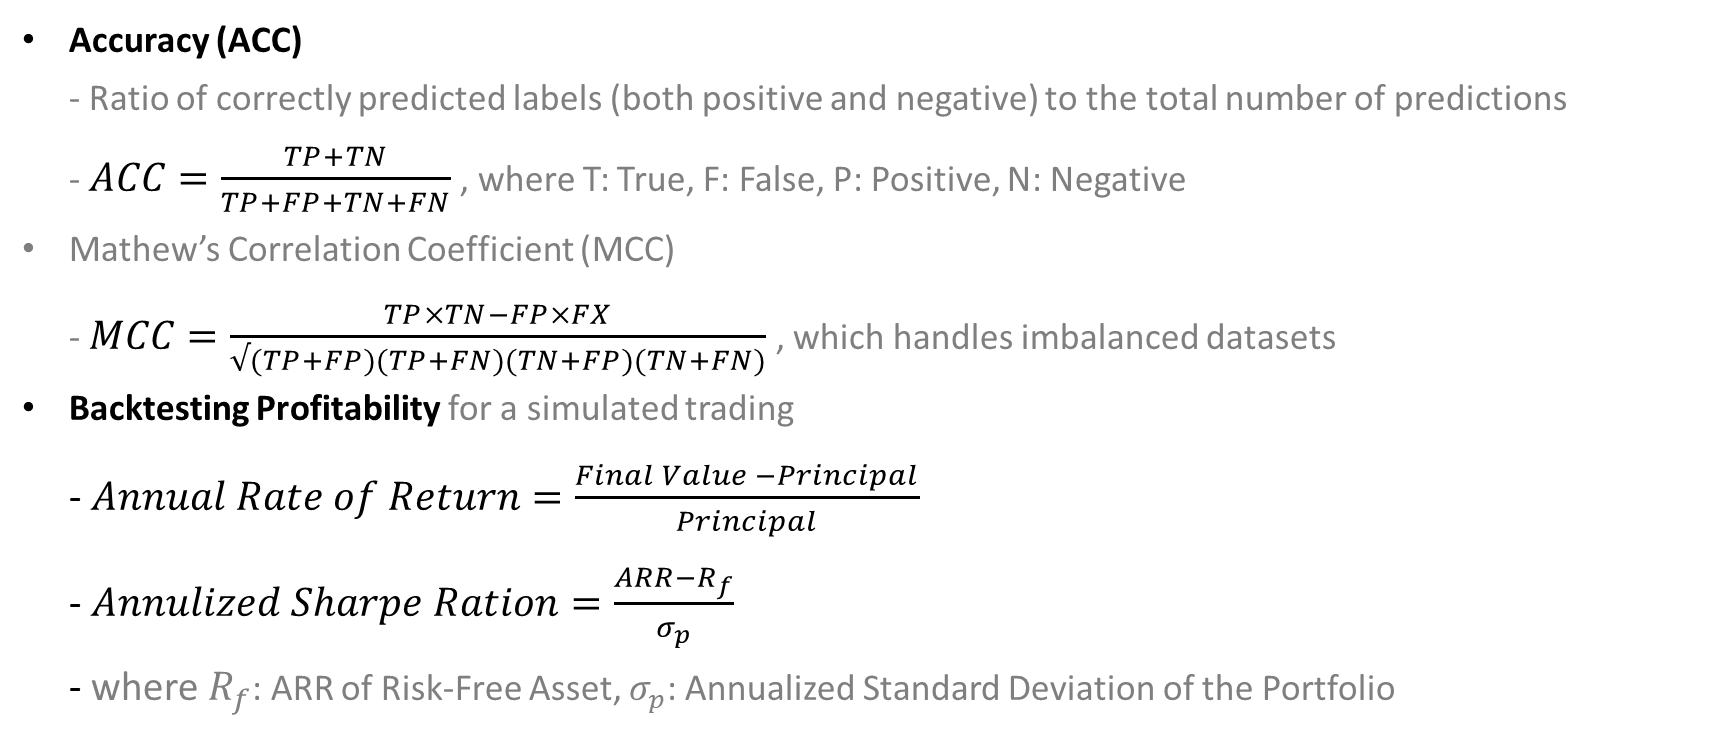 • Accuracy (ACC)
- Ratio of correctly predicted labels (both positive and negative) to the total number of predictions
- ACC = (TP+TN)/(TP+FP+TN+FN) , where T: True, F: False, P: Positive, N: Negative
• Mathew’s Correlation Coefficient (MCC)
- MCC = (TP×TN−FP×FX)/(√(TP+FP)(TP+FN)(TN+FP)(TN+FN)) , which handles imbalanced datasets
• Backtesting Profitability for a simulated trading
- Annual Rate of Return = (Final Value −Principal)/(Principal)
- Annulized Sharpe Ration = (ARR−R_f)/(σ_p)
- where R_f: ARR of Risk-Free Asset, σ_p: Annualized Standard Deviation of the Portfolio